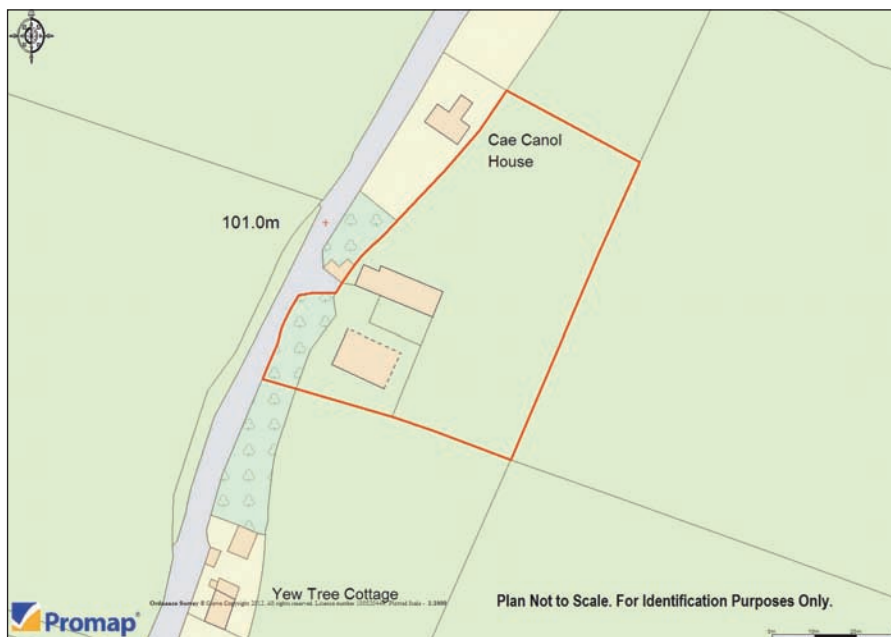 Cae Canol
House
101.0m
Yew Tree Cottage
Plan Not to Scale. For Identification Purposes Only.
Promap